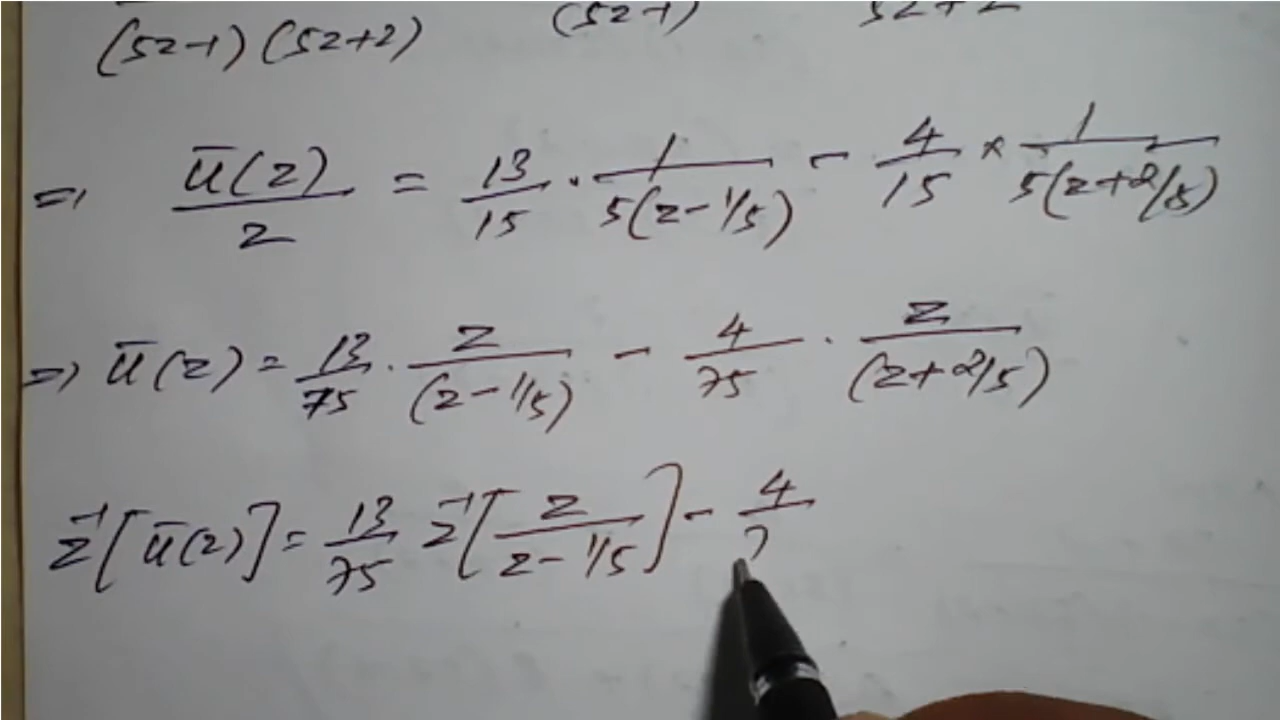 (5z-1)(5z+2) (5z-1) 5z+2
=> ū(z)/z = 13/15 · 1/5(z-1/5) - 4/15 × 1/5(z+2/5)
=> ū(z) = 13/75 · z/(z-1/5) - 4/75 · z/(z+2/5)
z⁻¹[ū(z)] = 13/75 z⁻¹[z/z-1/5] - 4/